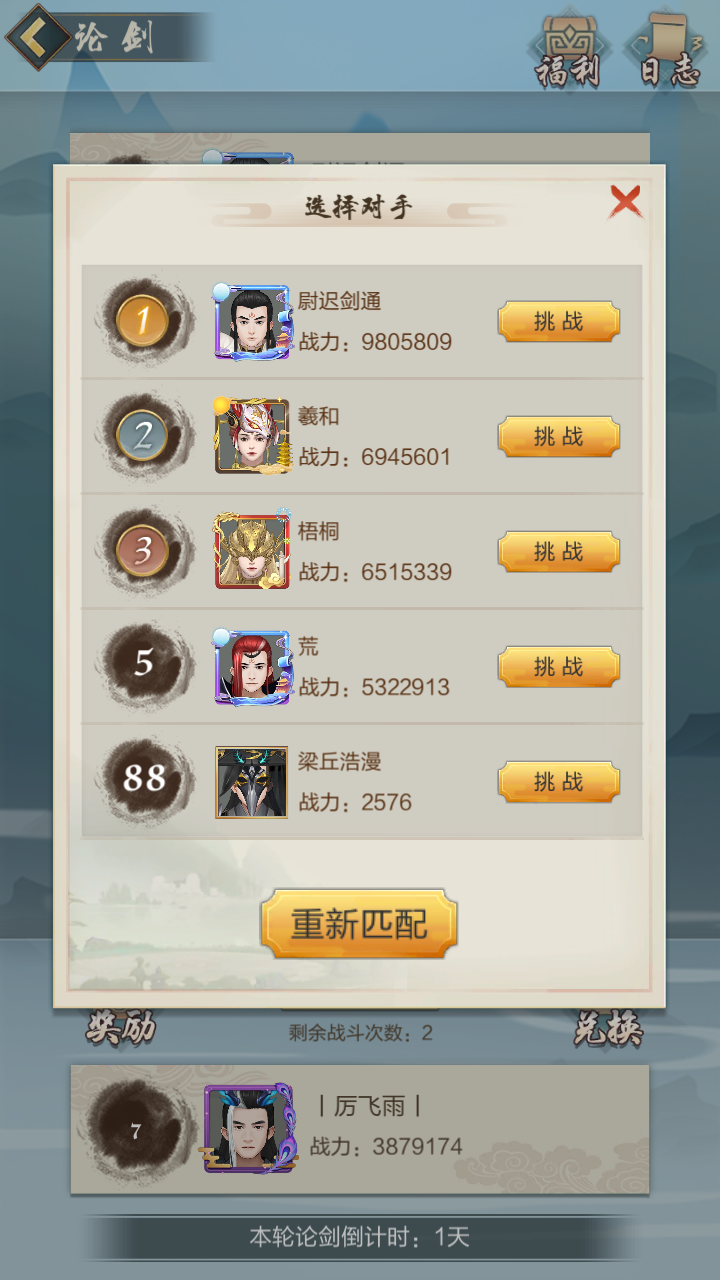 论剑
福利
日志
选择对手
1
尉迟剑通
战力：9805809
挑战
2
羲和
战力：6945601
挑战
3
梧桐
战力：6515339
挑战
5
荒
战力：5322913
挑战
88
梁丘浩漫
战力：2576
挑战
重新匹配
奖励
剩余战斗次数：2
兑换
7
丨厉飞雨丨
战力：3879174
本轮论剑倒计时：1天